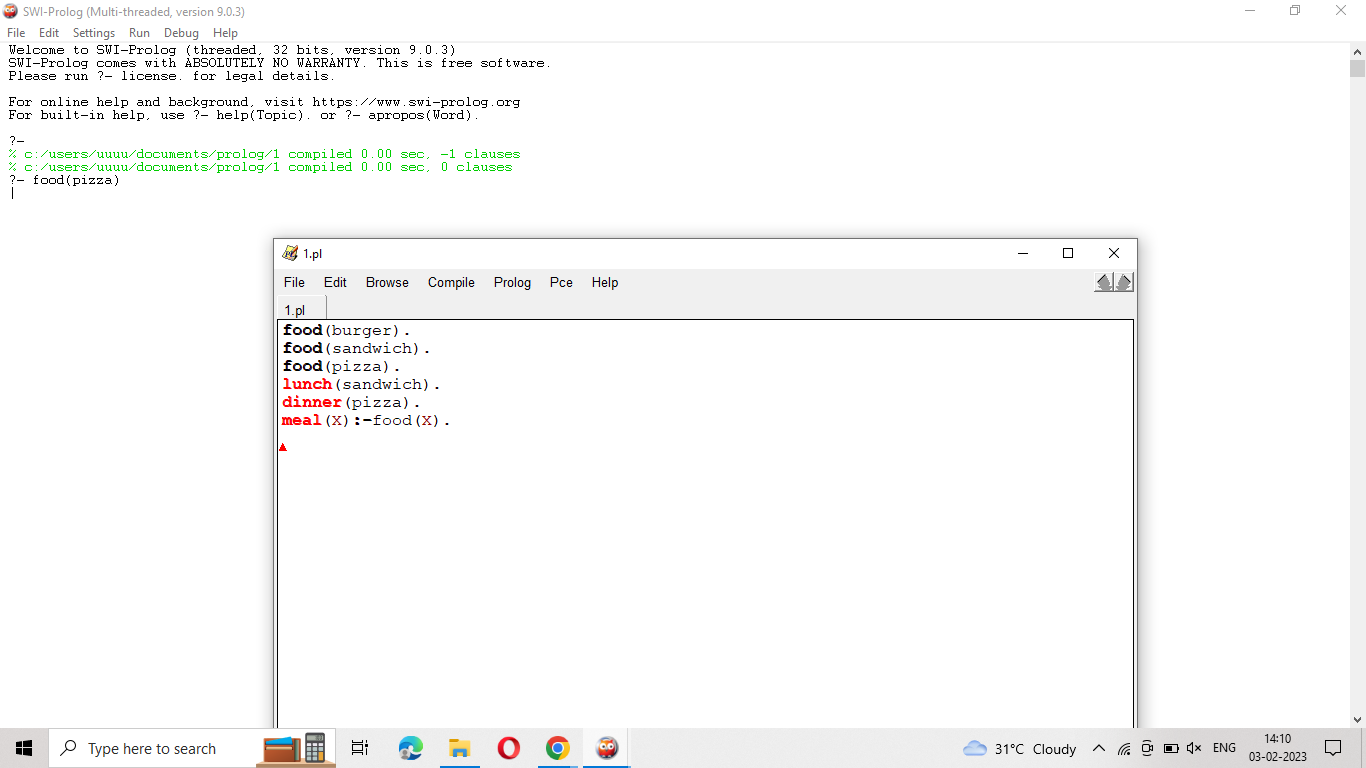 SWI-Prolog (Multi-threaded, version 9.0.3)
File Edit Settings Run Debug Help
Welcome to SWI-Prolog (threaded, 32 bits, version 9.0.3)
SWI-Prolog comes with ABSOLUTELY NO WARRANTY. This is free software.
Please run ?- license. for legal details.
For online help and background, visit https://www.swi-prolog.org
For built-in help, use ?- help(Topic). or ?- apropos(Word).
?-
% c:/users/uuuu/documents/prolog/1 compiled 0.00 sec, -1 clauses
% c:/users/uuuu/documents/prolog/1 compiled 0.00 sec, 0 clauses
?- food(pizza)
|
1.pl
File Edit Browse Compile Prolog Pce Help
1.pl
food(burger).
food(sandwich).
food(pizza).
lunch(sandwich).
dinner(pizza).
meal(X):-food(X).
Type here to search
31°C Cloudy
ENG
14:10
03-02-2023